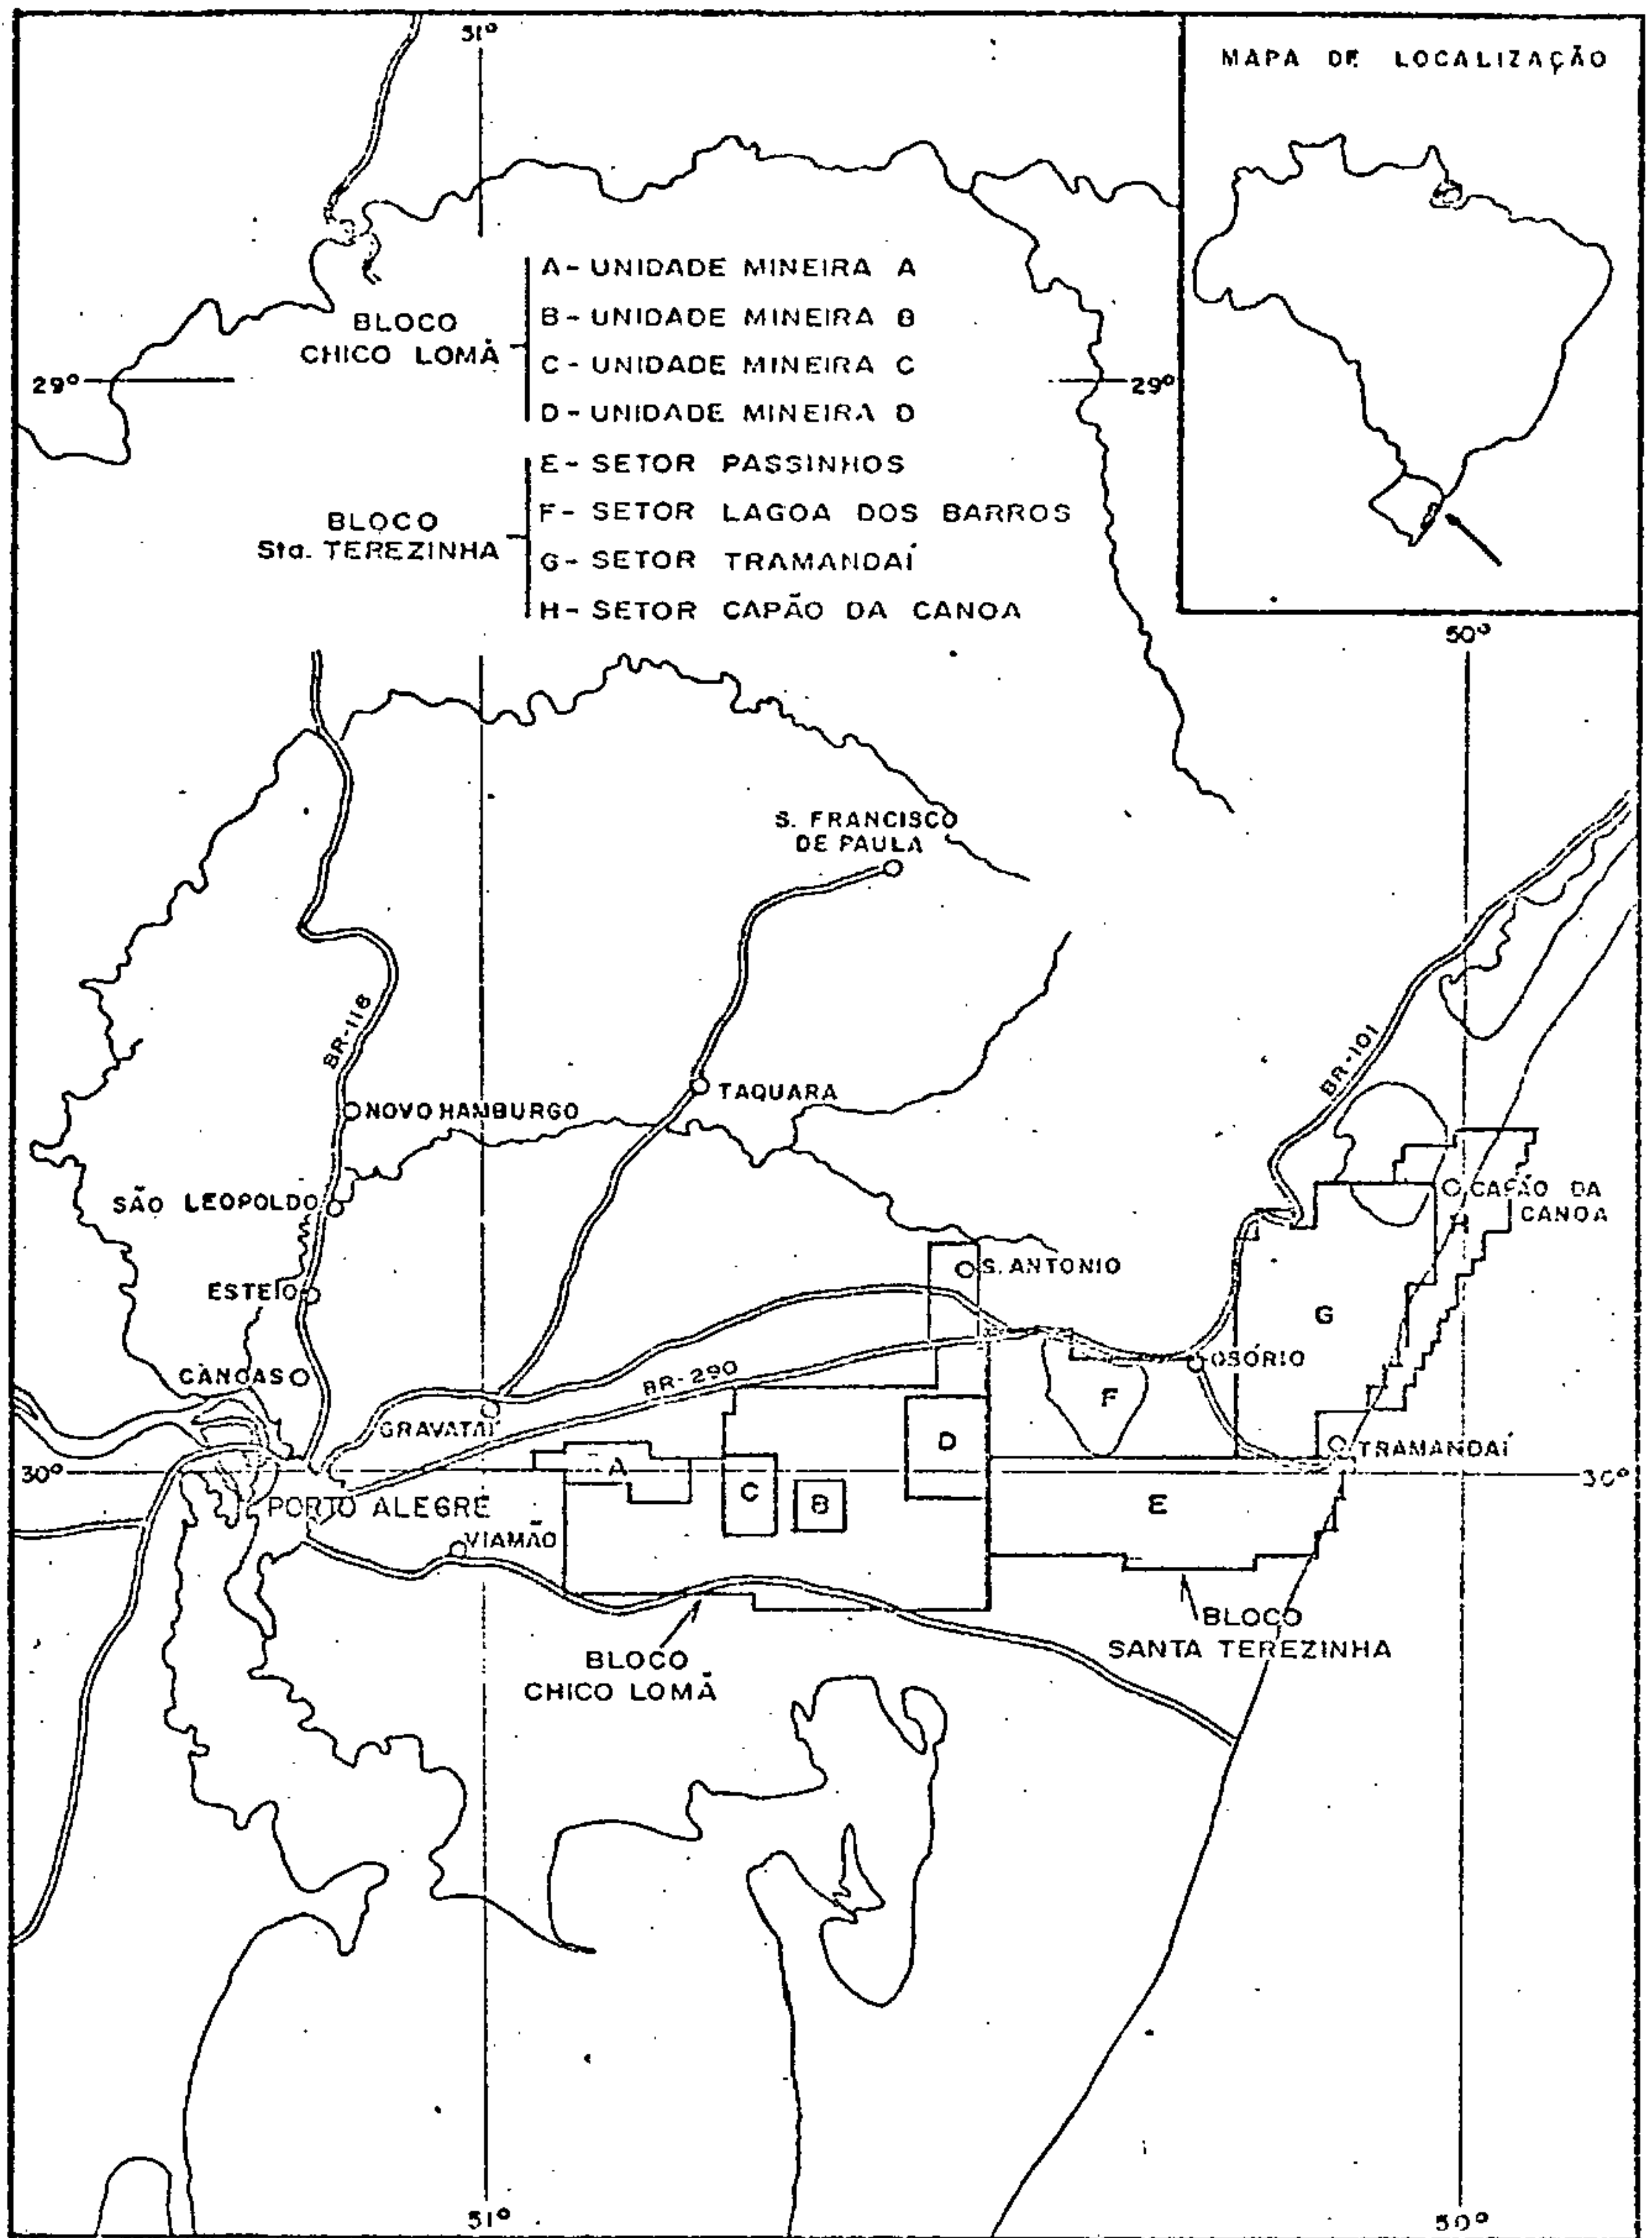 51°
MAPA DE LOCALIZAÇÃO
BLOCO
CHICO LOMÃ
A - UNIDADE MINEIRA A
B - UNIDADE MINEIRA B
C - UNIDADE MINEIRA C
D - UNIDADE MINEIRA D
29°
29°
BLOCO
Sta. TEREZINHA
E - SETOR PASSINHOS
F - SETOR LAGOA DOS BARROS
G - SETOR TRAMANDAÍ
H - SETOR CAPÃO DA CANOA
50°
S. FRANCISCO
DE PAULA
BR-116
BR-101
TAQUARA
NOVO HAMBURGO
SÃO LEOPOLDO
CAPÃO DA
CANOA
H
S. ANTONIO
ESTEIO
G
OSÓRIO
CANOAS
BR-290
F
GRAVATAÍ
D
TRAMANDAÍ
30°
A
30°
C
B
E
PORTO ALEGRE
VIAMÃO
BLOCO
SANTA TEREZINHA
BLOCO
CHICO LOMÃ
51°
50°